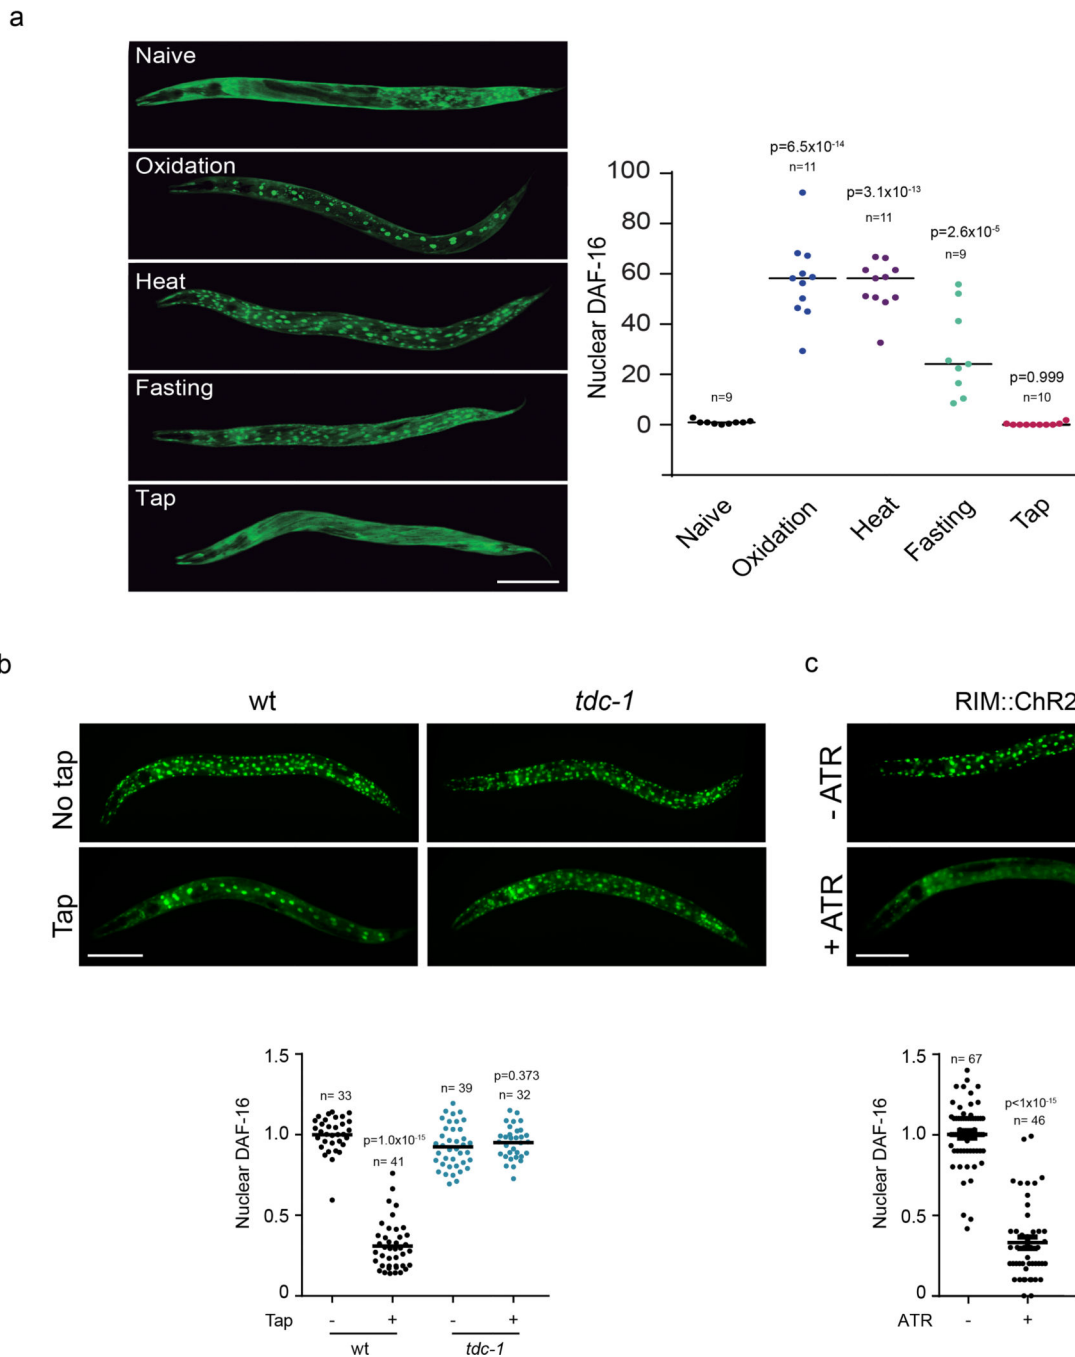 a
Naive
Oxidation
Heat
Fasting
Tap
Nuclear DAF-16
100
80
60
40
20
0
n=9
p=6.5x10⁻¹⁴
n=11
p=3.1x10⁻¹³
n=11
p=2.6x10⁻⁵
n=9
p=0.999
n=10
Naive
Oxidation
Heat
Fasting
Tap
b
wt
tdc-1
No tap
Tap
Nuclear DAF-16
1.5
1.0
0.5
0
n= 33
p=1.0x10⁻¹⁵
n= 41
n= 39
p=0.373
n= 32
Tap - + - +
wt tdc-1
c
RIM::ChR2
- ATR
+ ATR
Nuclear DAF-16
1.5
1.0
0.5
0
n= 67
p<1x10⁻¹⁵
n= 46
ATR - +